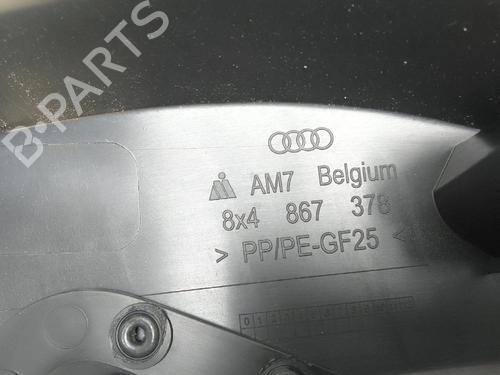 B-PARTS
AM7 Belgium
8x4 867 378
> PP/PE-GF25 <